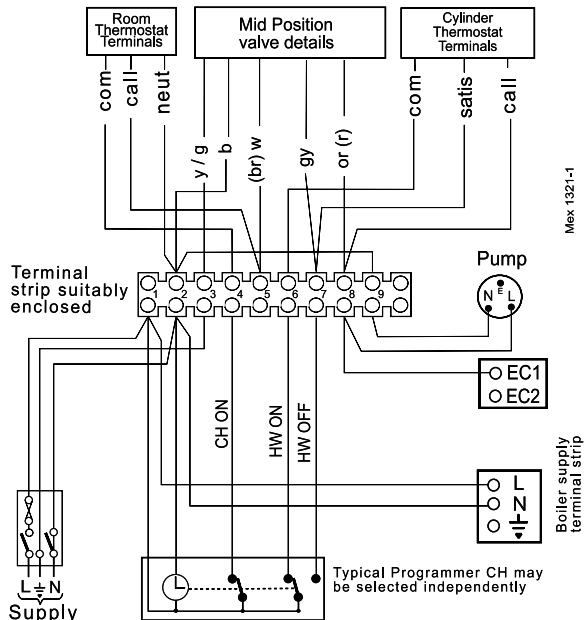 Room
Thermostat
Terminals
Mid Position
valve details
Cylinder
Thermostat
Terminals
com
call
neut
y / g
b
(br) w
gy
or (r)
com
satis
call
Mex 1321-1
Terminal
strip suitably
enclosed
1
2
3
4
5
6
7
8
9
Pump
N
E
L
EC1
EC2
CH ON
HW ON
HW OFF
L
N
Boiler supply
terminal strip
L
N
Supply
Typical Programmer CH may
be selected independently